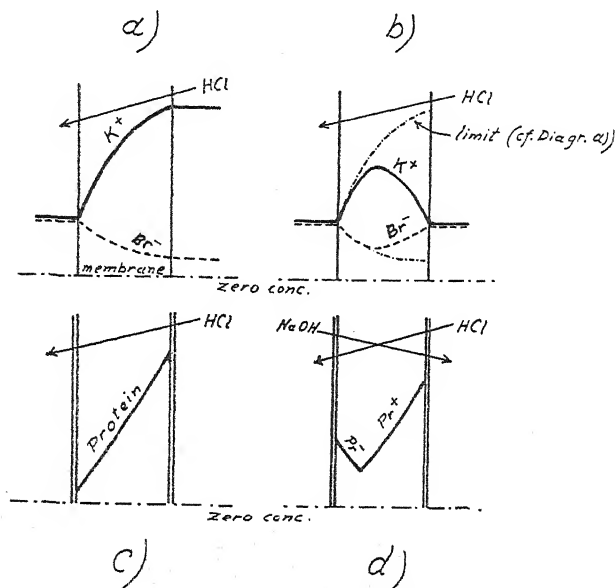 a)
b)
HCl
K+
Br-
membrane
HCl
limit (cf. Diagr. a))
K+
Br-
zero conc.
HCl
Protein
NaOH
HCl
Pr-
Pr+
zero conc.
c)
d)